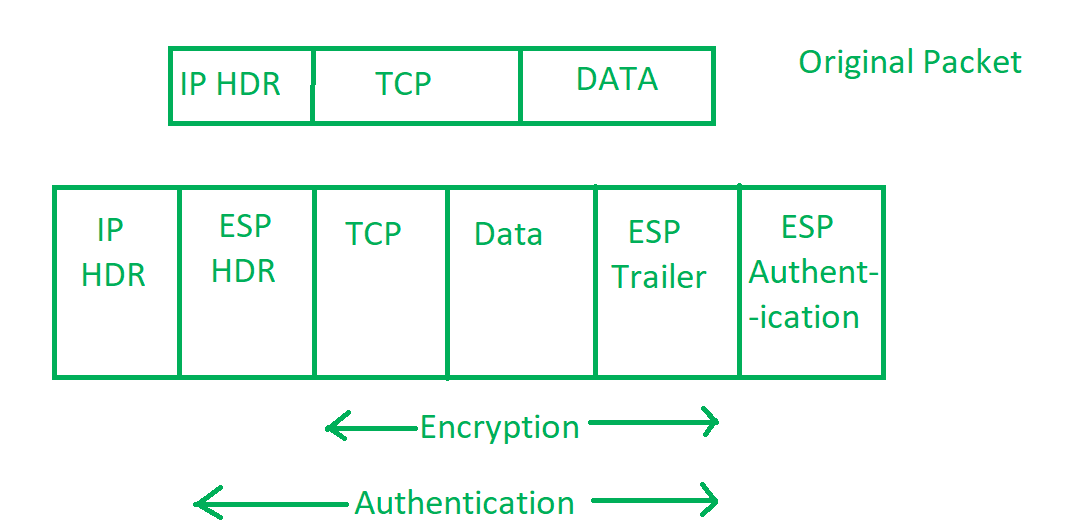 IP HDR TCP DATA Original Packet
IP HDR
ESP HDR
TCP
Data
ESP Trailer
ESP Authent-
-ication
Encryption
Authentication